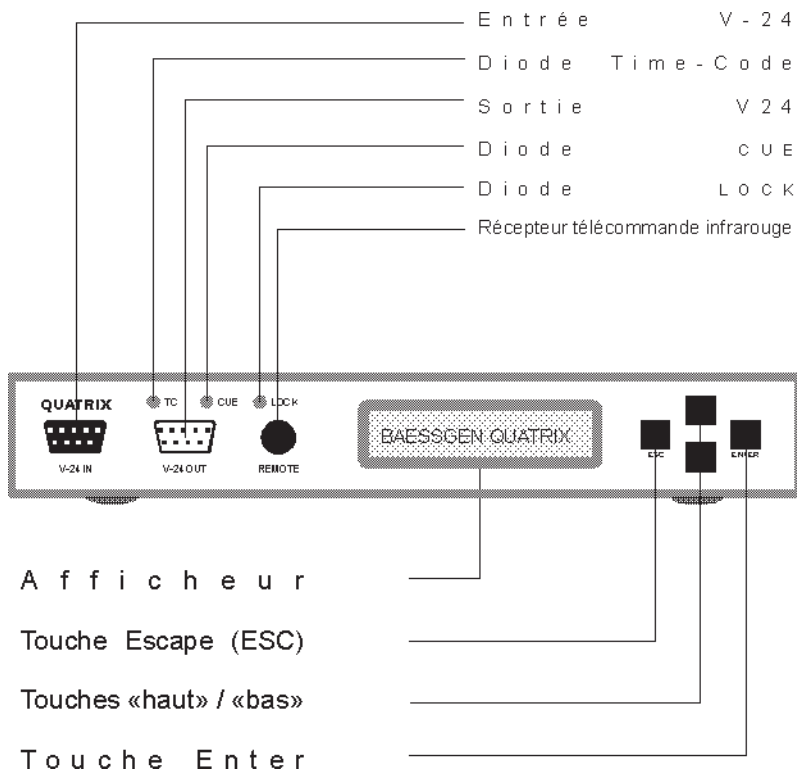 Entrée V-24
Diode Time-Code
Sortie V24
Diode CUE
Diode LOCK
Récepteur télécommande infrarouge
QUATRIX TC CUE LOCK
BAESSGEN QUATRIX
ESC ENTER
V-24 IN V-24 OUT REMOTE
Afficheur
Touche Escape (ESC)
Touches «haut» / «bas»
Touche Enter